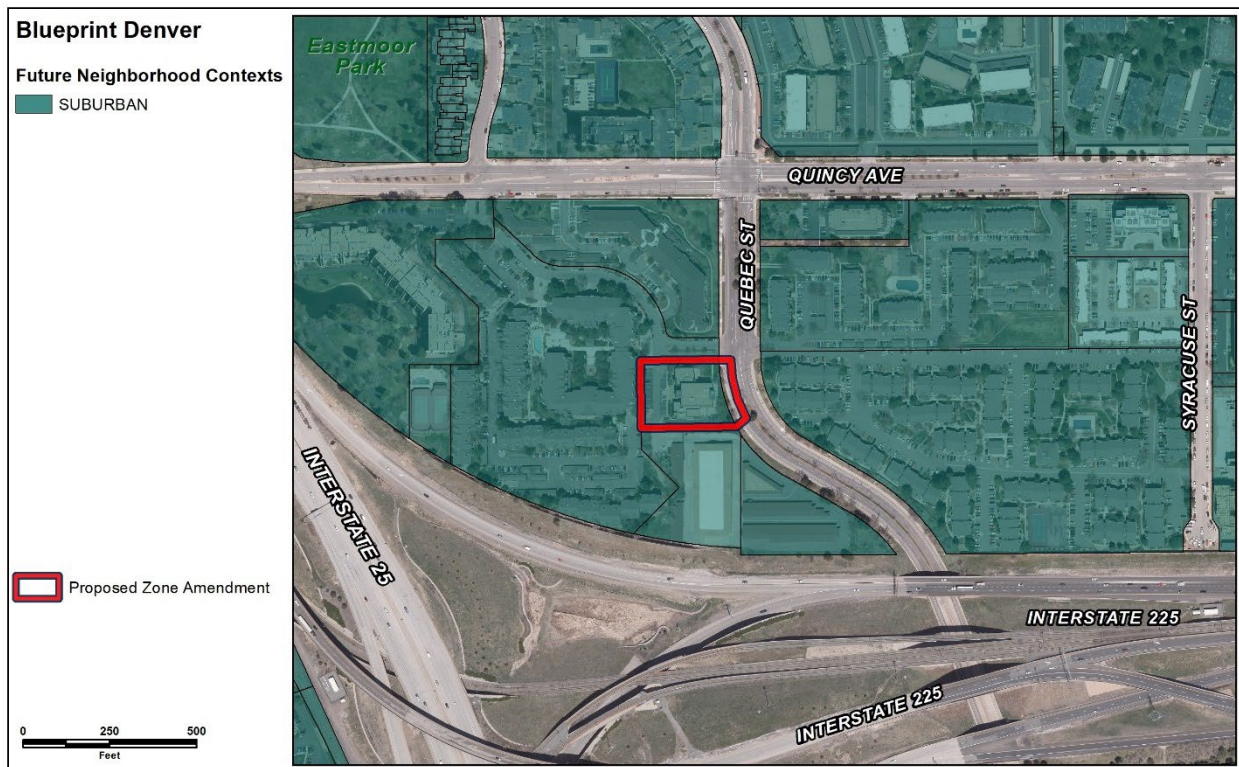 Blueprint Denver
Future Neighborhood Contexts
SUBURBAN
Eastmoor
Park
QUINCY AVE
QUEBEC ST
SYRACUSE ST
INTERSTATE 25
Proposed Zone Amendment
INTERSTATE 225
INTERSTATE 225
0 250 500
Feet